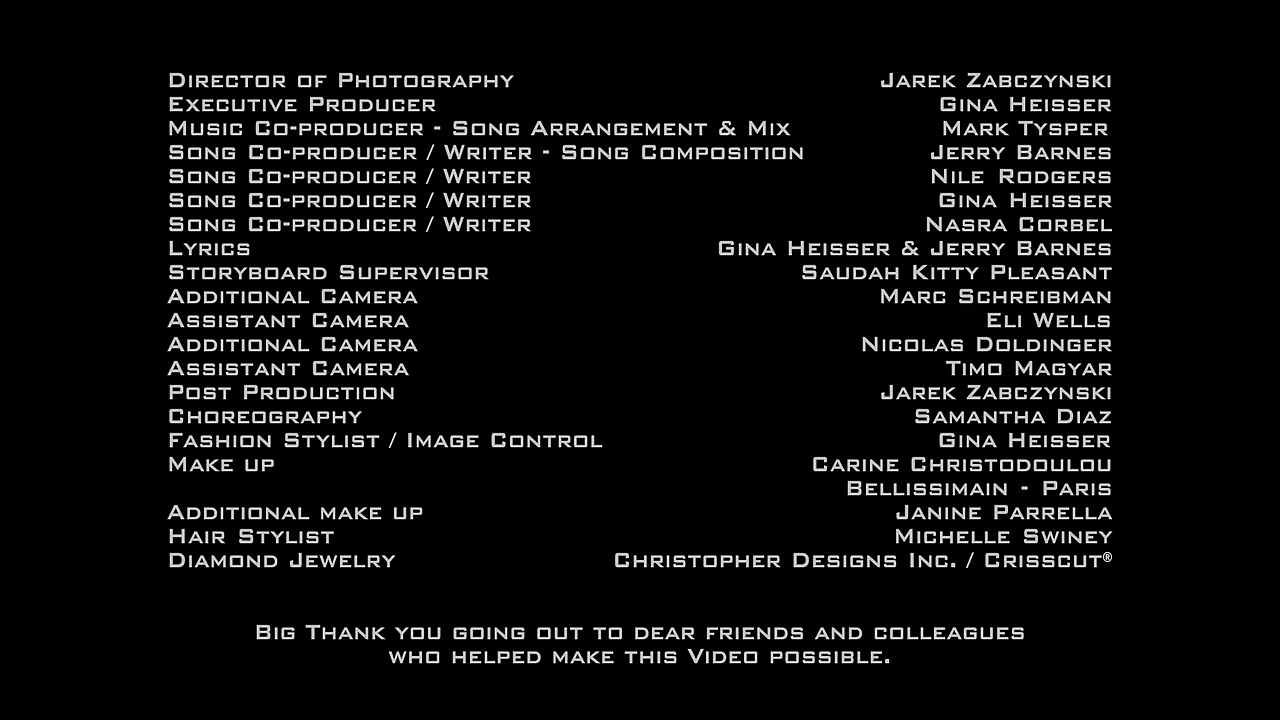 Director of Photography Jarek Zabczynski
Executive Producer Gina Heisser
Music Co-producer - Song Arrangement & Mix Mark Tysper
Song Co-producer / Writer - Song Composition Jerry Barnes
Song Co-producer / Writer Nile Rodgers
Song Co-producer / Writer Gina Heisser
Song Co-producer / Writer Nasra Corbel
Lyrics Gina Heisser & Jerry Barnes
Storyboard Supervisor Saudah Kitty Pleasant
Additional Camera Marc Schreibman
Assistant Camera Eli Wells
Additional Camera Nicolas Doldinger
Assistant Camera Timo Magyar
Post Production Jarek Zabczynski
Choreography Samantha Diaz
Fashion Stylist / Image Control Gina Heisser
Make up Carine Christodoulou
Bellissimain - Paris
Additional make up Janine Parrella
Hair Stylist Michelle Swiney
Diamond Jewelry Christopher Designs Inc. / Crisscut®
Big Thank you going out to dear friends and colleagues
who helped make this Video possible.